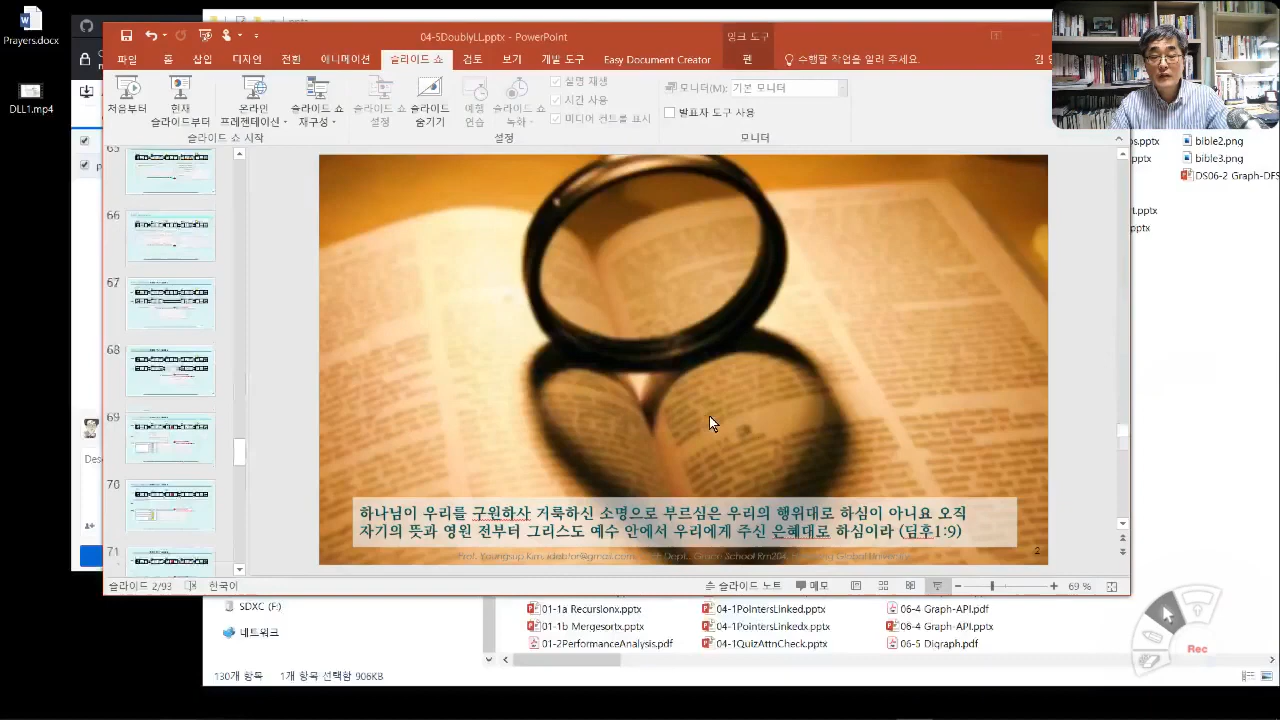 Prayers.docx
DLL1.mp4
04-5DoublyLL.pptx - PowerPoint
잉크 도구
파일 홈 삽입 디자인 전환 애니메이션 슬라이드 쇼 검토 보기 개발 도구 Easy Document Creator 펜 수행할 작업을 알려 주세요.
처음부터
현재
슬라이드부터
온라인
프레젠테이션
슬라이드 쇼
재구성
슬라이드 쇼
설정
슬라이드
숨기기
예행
연습
슬라이드 쇼
녹화
설명 재생
시간 사용
미디어 컨트롤 표시
모니터(M): 기본 모니터
발표자 도구 사용
슬라이드 쇼 시작
설정
모니터
65
66
67
68
69
70
71
하나님이 우리를 구원하사 거룩하신 소명으로 부르심은 우리의 행위대로 하심이 아니요 오직
자기의 뜻과 영원 전부터 그리스도 예수 안에서 우리에게 주신 은혜대로 하심이라 (딤후1:9)
Prof. Youngsup Kim, idebtor@gmail.com,
2
슬라이드 2/93
한국어
슬라이드 노트
메모
69 %
bible2.png
bible3.png
DS06-2 Graph-DFS
Des
SDXC (F:)
네트워크
01-1a Recursionx.pptx
01-1b Mergesortx.pptx
01-2PerformanceAnalysis.pdf
04-1PointersLinked.pptx
04-1PointersLinkedx.pptx
04-1QuizAttnCheck.pptx
06-4 Graph-API.pdf
06-4 Graph-API.pptx
06-5 Digraph.pdf
130개 항목
1개 항목 선택함 906KB
Rec